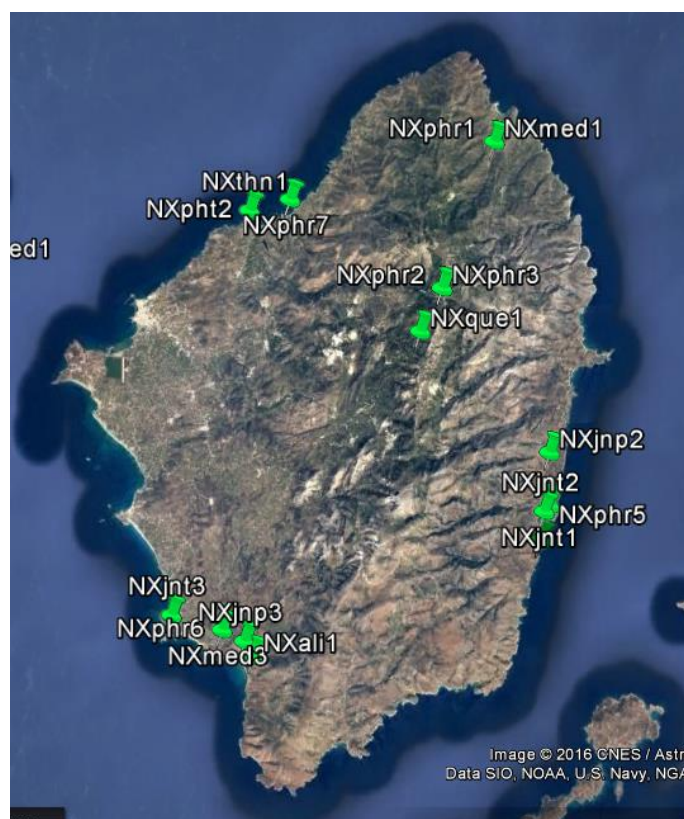 NXphr1 NXmed1
NXthn1
NXpht2
NXphr7
ed1
NXphr2 NXphr3
NXque1
NXjnp2
NXjnt2
NXphr5
NXjnt1
NXjnt3
NXjnp3
NXphr6
NXali1
NXmed3
Image © 2016 CNES / Astr
Data SIO, NOAA, U.S. Navy, NGA